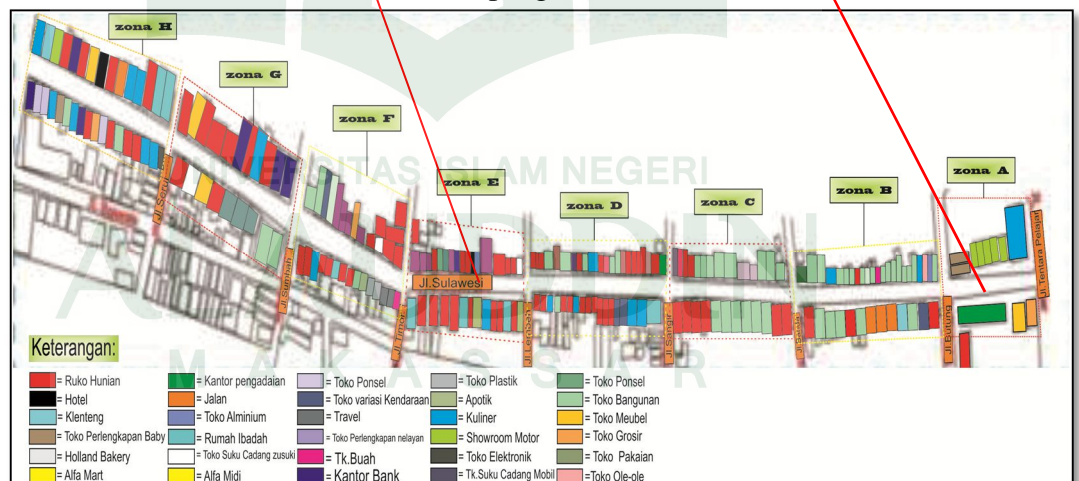 zona H
zona G
zona F
zona E
zona D
zona C
zona B
zona A
UNIVERSITAS ISLAM NEGERI
ALAUDDIN
MAKASSAR
Jl.Serui
Jl.Sumbah
Jl.Timor
Jl.Sulawesi
Jl.Lembeh
Jl.Sangir
Jl.Butung
Jl.Tentara Pelajar
Keterangan:
= Ruko Hunian
= Hotel
= Klenteng
= Toko Perlengkapan Baby
= Holland Bakery
= Alfa Mart
= Kantor pengadaian
= Jalan
= Toko Alminium
= Rumah Ibadah
= Toko Suku Cadang zusuki
= Alfa Midi
= Toko Ponsel
= Toko variasi Kendaraan
= Travel
= Toko Perlengkapan nelayan
= Tk.Buah
= Kantor Bank
= Toko Plastik
= Apotik
= Kuliner
= Showroom Motor
= Toko Elektronik
= Tk.Suku Cadang Mobil
= Toko Ponsel
= Toko Bangunan
= Toko Meubel
= Toko Grosir
= Toko Pakaian
=Toko Ole-ole